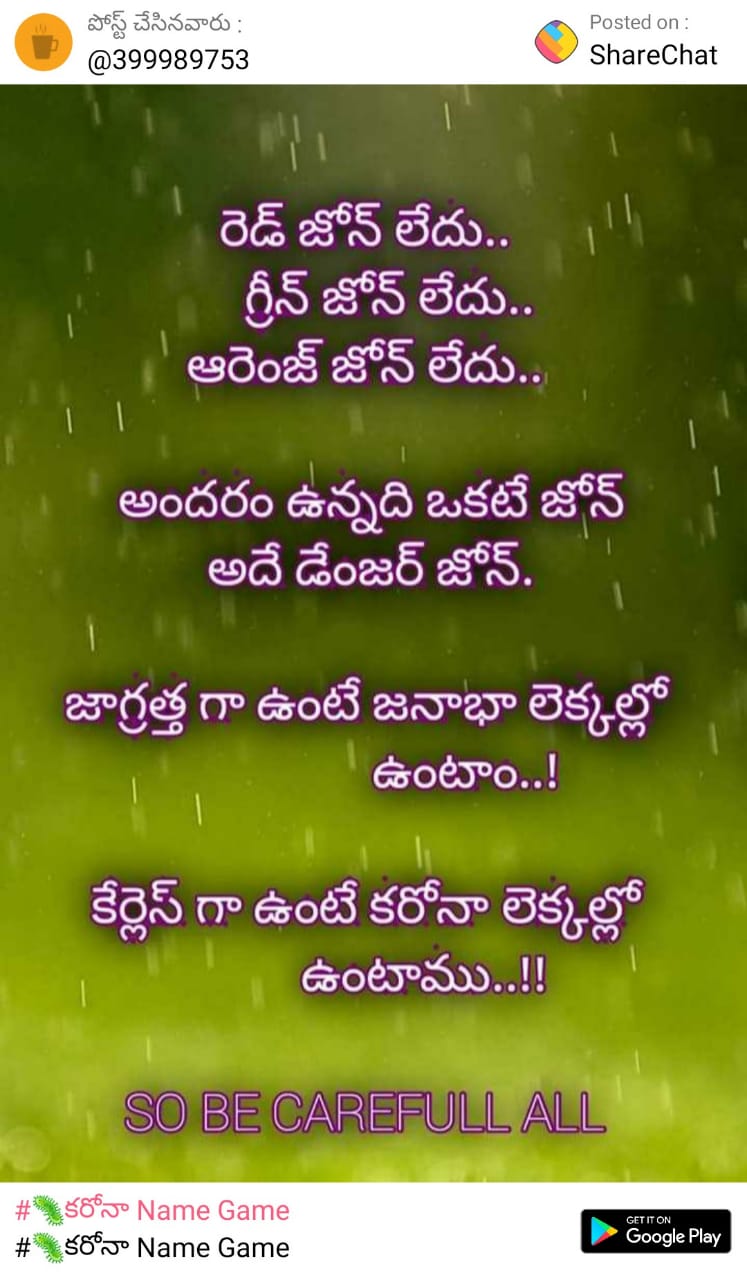 పోస్ట్ చేసినవారు :
@399989753
Posted on :
ShareChat
రెడ్ జోన్ లేదు..
గ్రీన్ జోన్ లేదు..
ఆరెంజ్ జోన్ లేదు..
అందరం ఉన్నది ఒకటే జోన్
అదే డేంజర్ జోన్.
జాగ్రత్త గా ఉంటే జనాభా లెక్కల్లో
ఉంటాం..!
కేర్లెస్ గా ఉంటే కరోనా లెక్కల్లో
ఉంటాము..!!
SO BE CAREFULL ALL
#🦠కరోనా Name Game
#🦠కరోనా Name Game
GET IT ON
Google Play